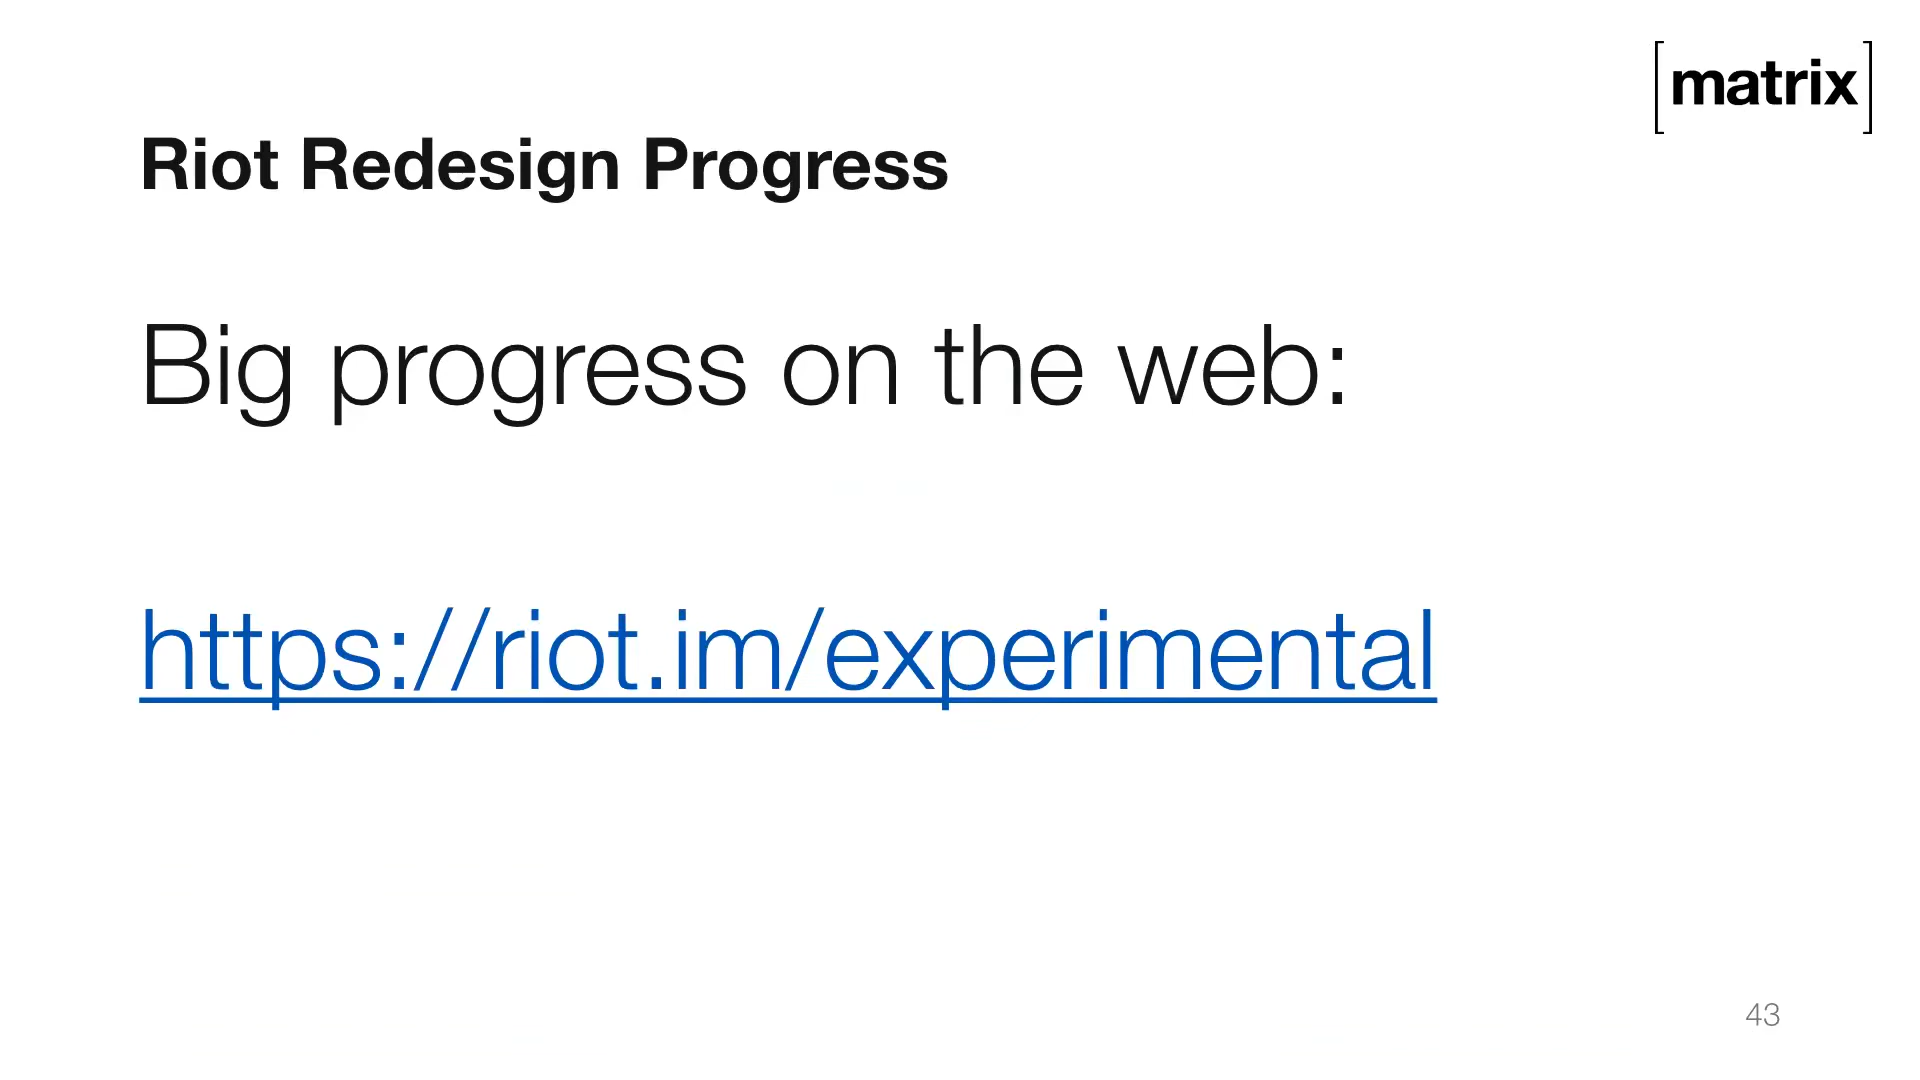 [matrix]
Riot Redesign Progress
Big progress on the web:
https://riot.im/experimental
43